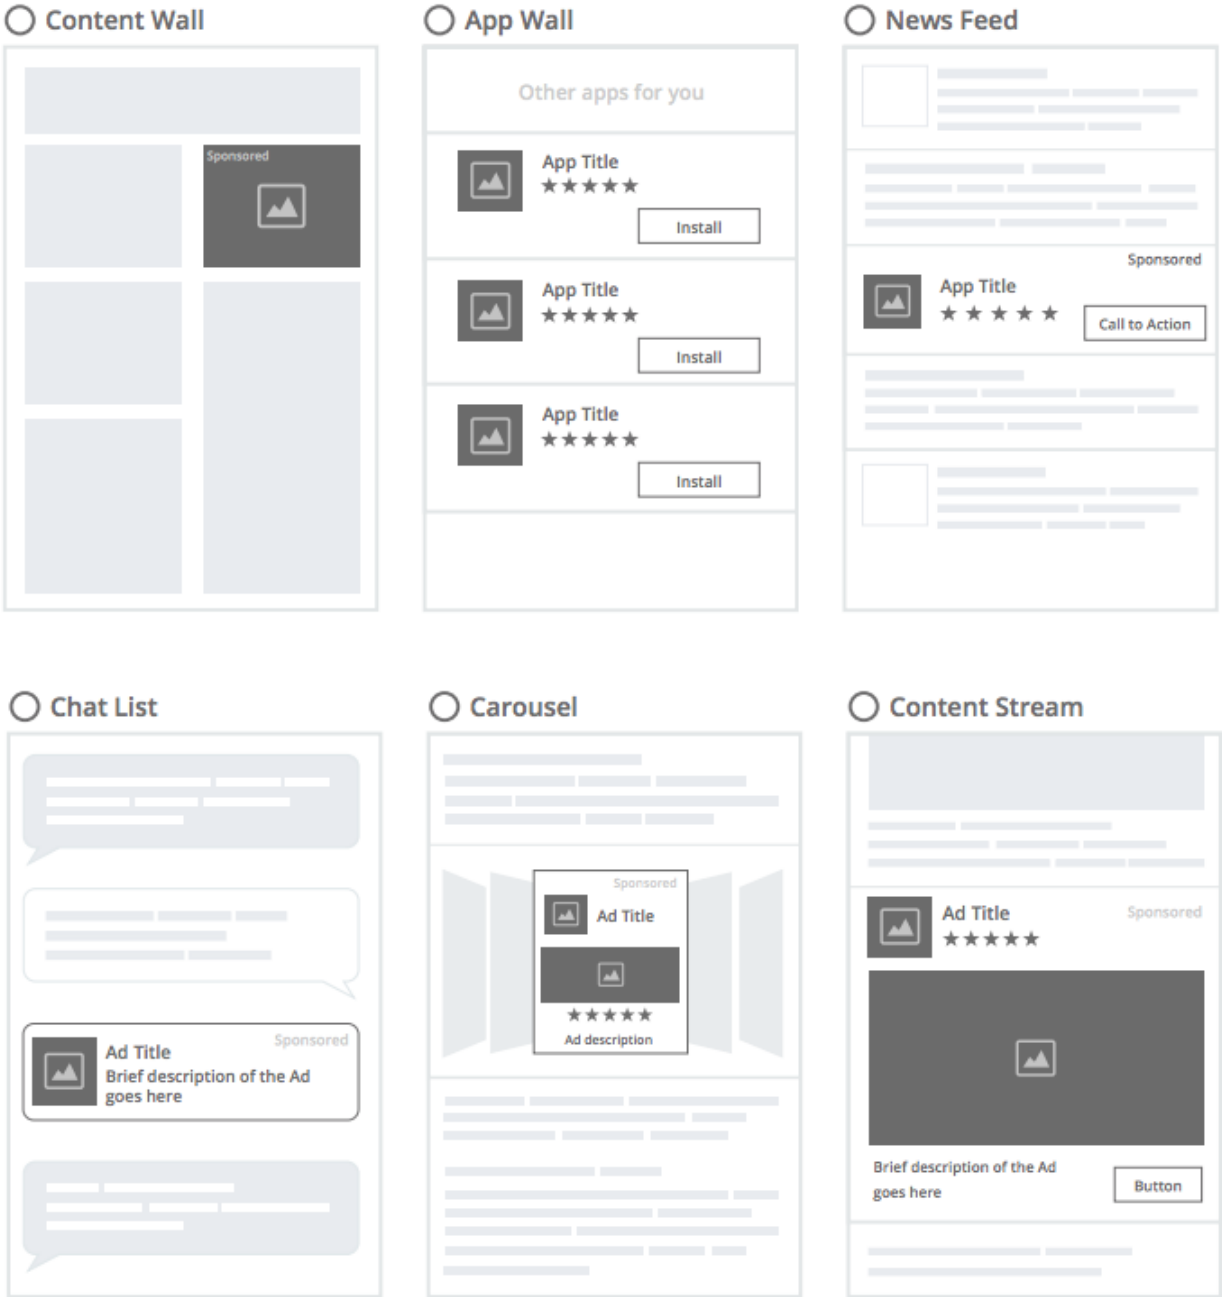 Content Wall
Sponsored
App Wall
Other apps for you
App Title
Install
App Title
Install
App Title
Install
News Feed
Sponsored
App Title
Call to Action
Chat List
Sponsored
Ad Title
Brief description of the Ad
goes here
Carousel
Sponsored
Ad Title
Ad description
Content Stream
Ad Title
Sponsored
Brief description of the Ad
goes here
Button